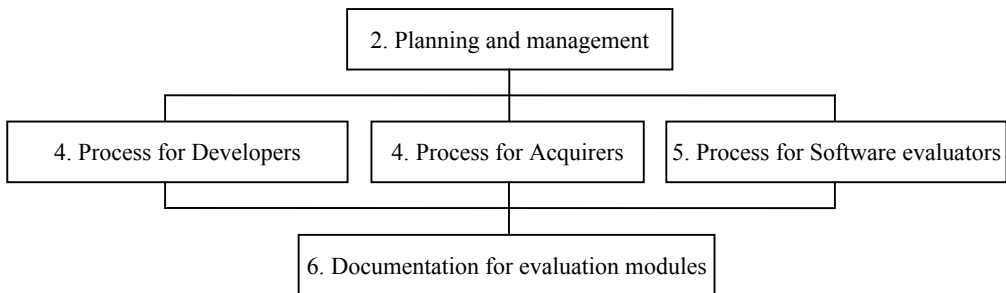 2. Planning and management
4. Process for Developers
4. Process for Acquirers
5. Process for Software evaluators
6. Documentation for evaluation modules